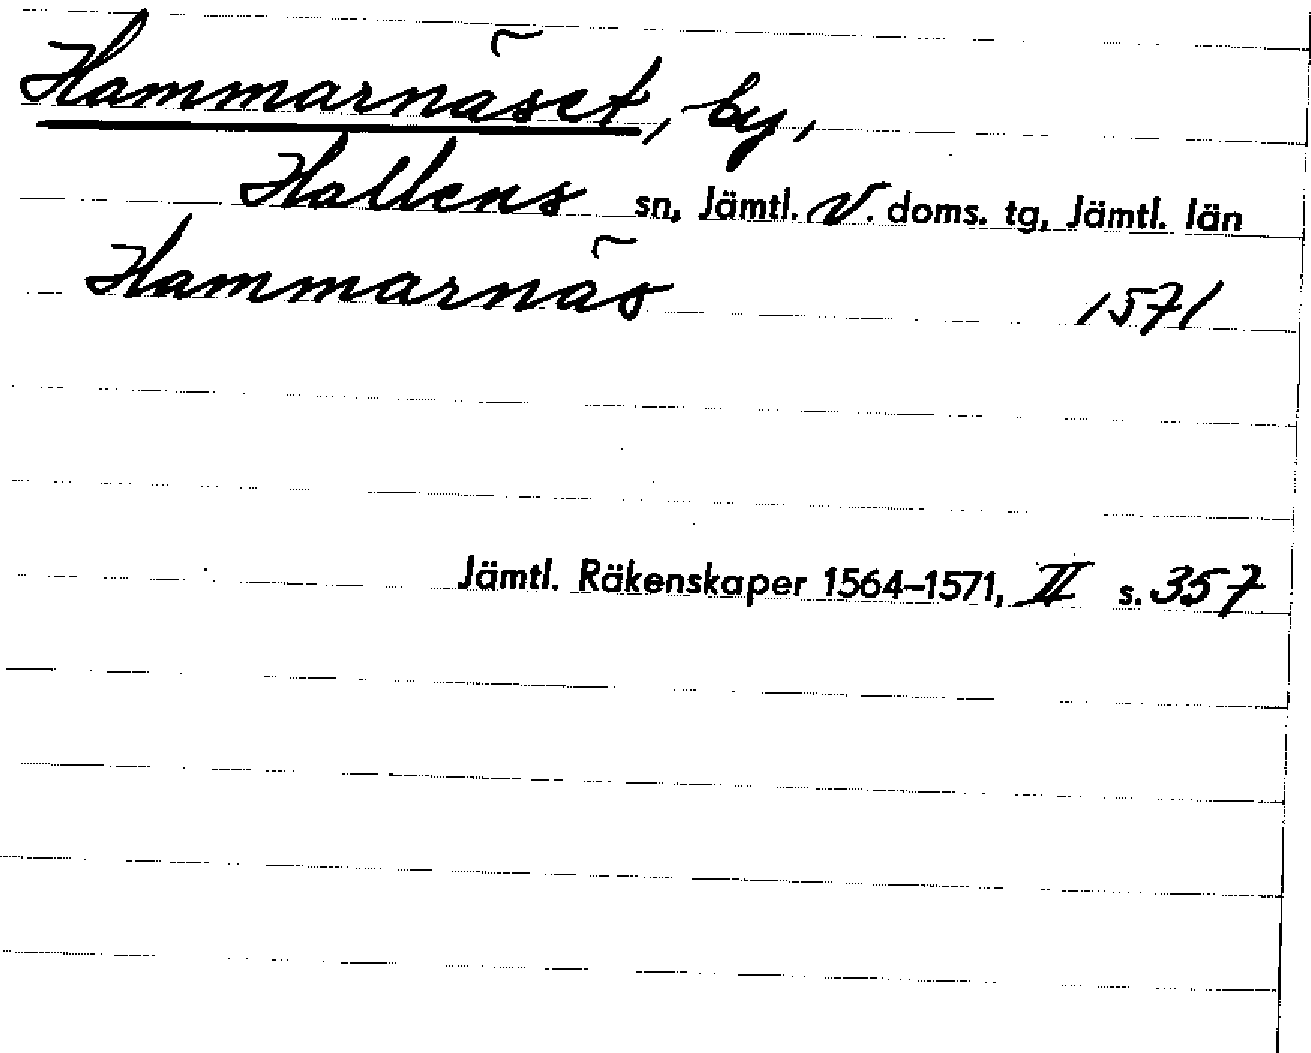 Hammarnäset, by,
Hallens sn, Jämtl. V. doms. tg, Jämtl. län
Hammarnäs 1571
Jämtl. Räkenskaper 1564–1571, II s. 357